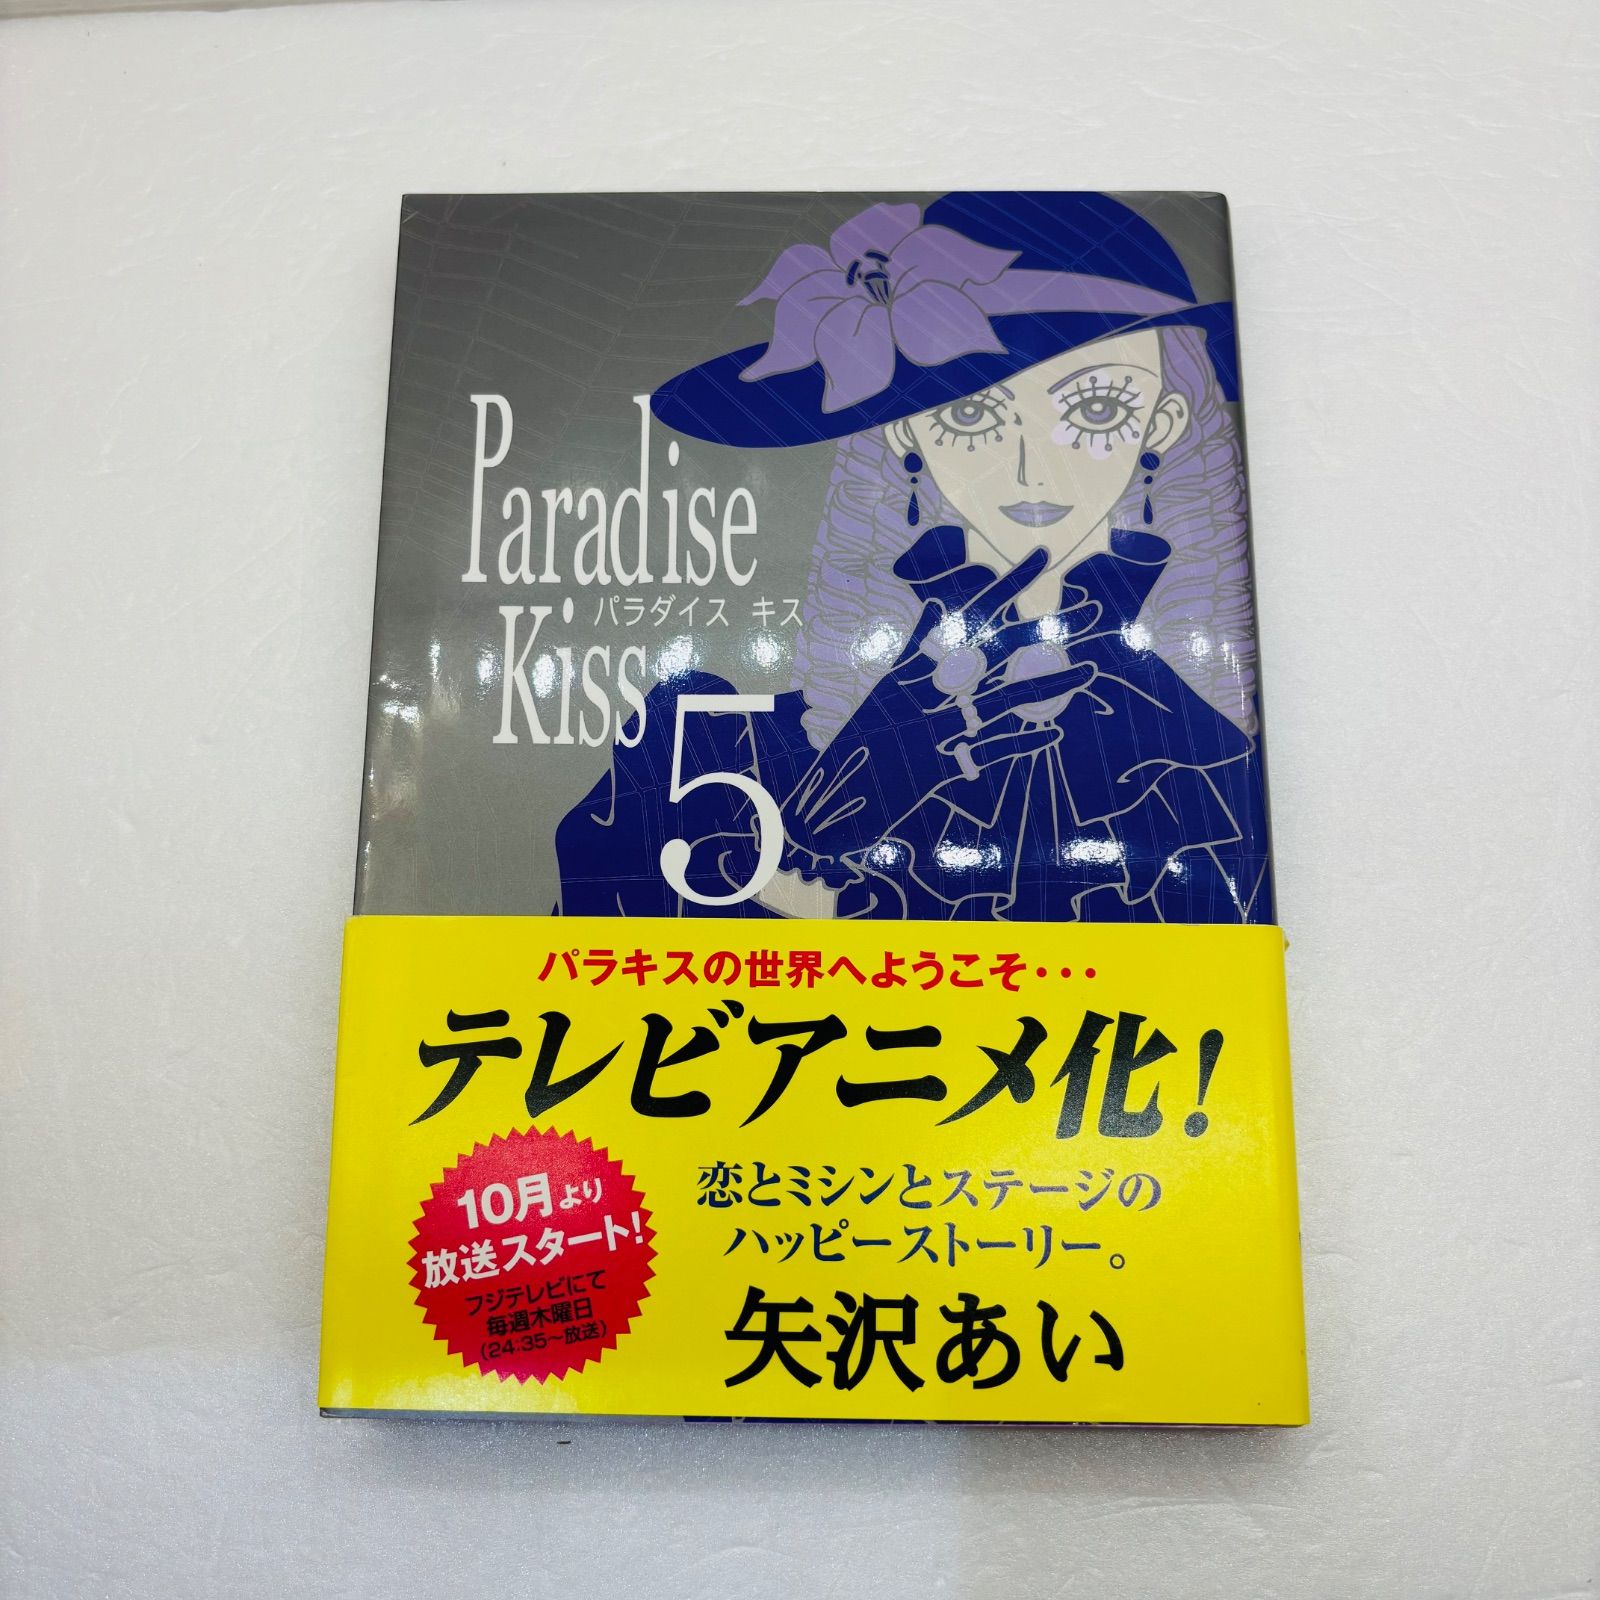 Paradise
Kiss
パラダイス キス
5
パラキスの世界へようこそ・・・
テレビアニメ化!
10月より
放送スタート!
フジテレビにて
毎週木曜日
(24:35～放送)
恋とミシンとステージの
ハッピーストーリー。
矢沢あい